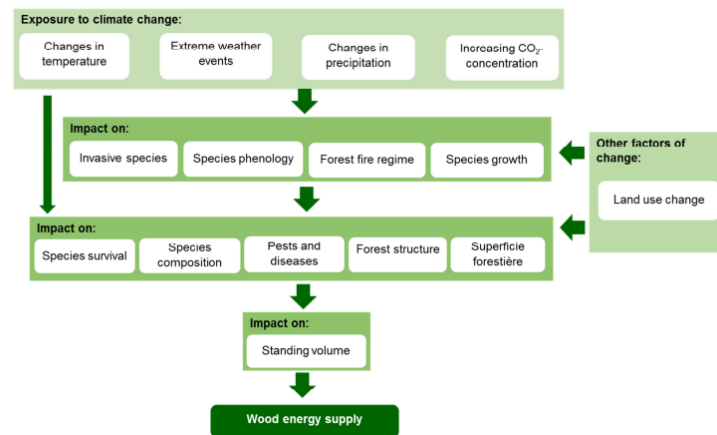 Exposure to climate change:
Changes in
temperature
Extreme weather
events
Changes in
precipitation
Increasing CO₂-
concentration
Impact on:
Invasive species
Species phenology
Forest fire regime
Species growth
Other factors of
change:
Land use change
Impact on:
Species survival
Species
composition
Pests and
diseases
Forest structure
Superficie
forestière
Impact on:
Standing volume
Wood energy supply